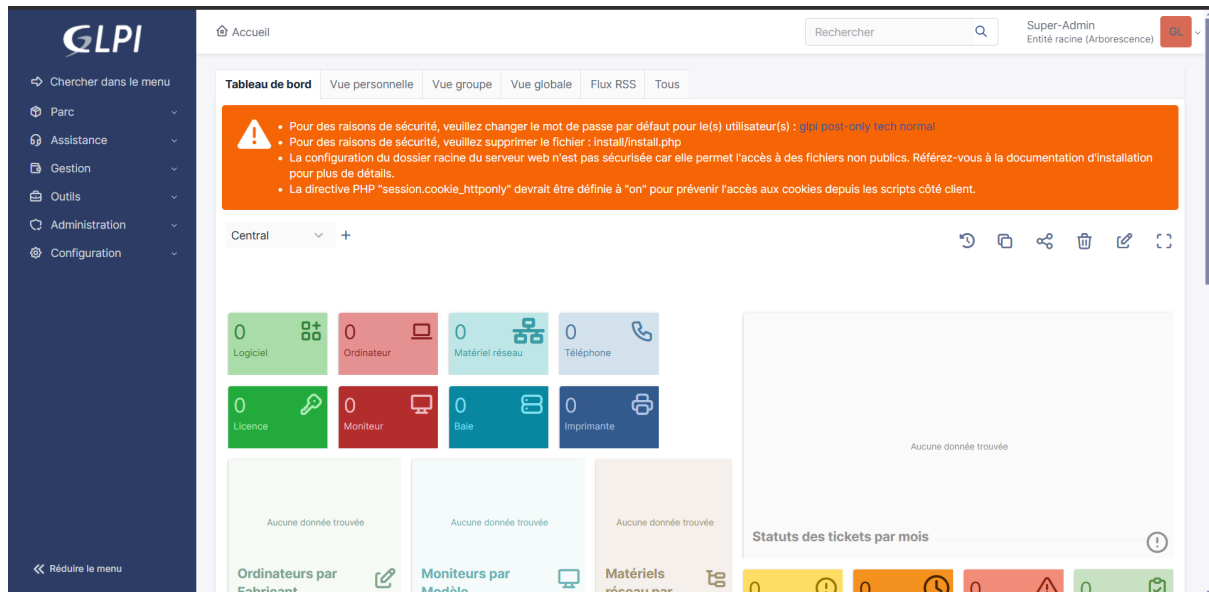 GLPI
Accueil
Rechercher
Super-Admin
Entité racine (Arborescence)
GL
Chercher dans le menu
Parc
Assistance
Gestion
Outils
Administration
Configuration
Réduire le menu
Tableau de bord
Vue personnelle
Vue groupe
Vue globale
Flux RSS
Tous
• Pour des raisons de sécurité, veuillez changer le mot de passe par défaut pour le(s) utilisateur(s) : glpi post-only tech normal
• Pour des raisons de sécurité, veuillez supprimer le fichier : install/install.php
• La configuration du dossier racine du serveur web n'est pas sécurisée car elle permet l'accès à des fichiers non publics. Référez-vous à la documentation d'installation
pour plus de détails.
• La directive PHP "session.cookie_httponly" devrait être définie à "on" pour prévenir l'accès aux cookies depuis les scripts côté client.
Central
0
Logiciel
0
Ordinateur
0
Matériel réseau
0
Téléphone
0
Licence
0
Moniteur
0
Baie
0
Imprimante
Aucune donnée trouvée
Ordinateurs par
Fabricant
Aucune donnée trouvée
Moniteurs par
Modèle
Aucune donnée trouvée
Matériels
réseau par
Aucune donnée trouvée
Statuts des tickets par mois
0
0
0
0